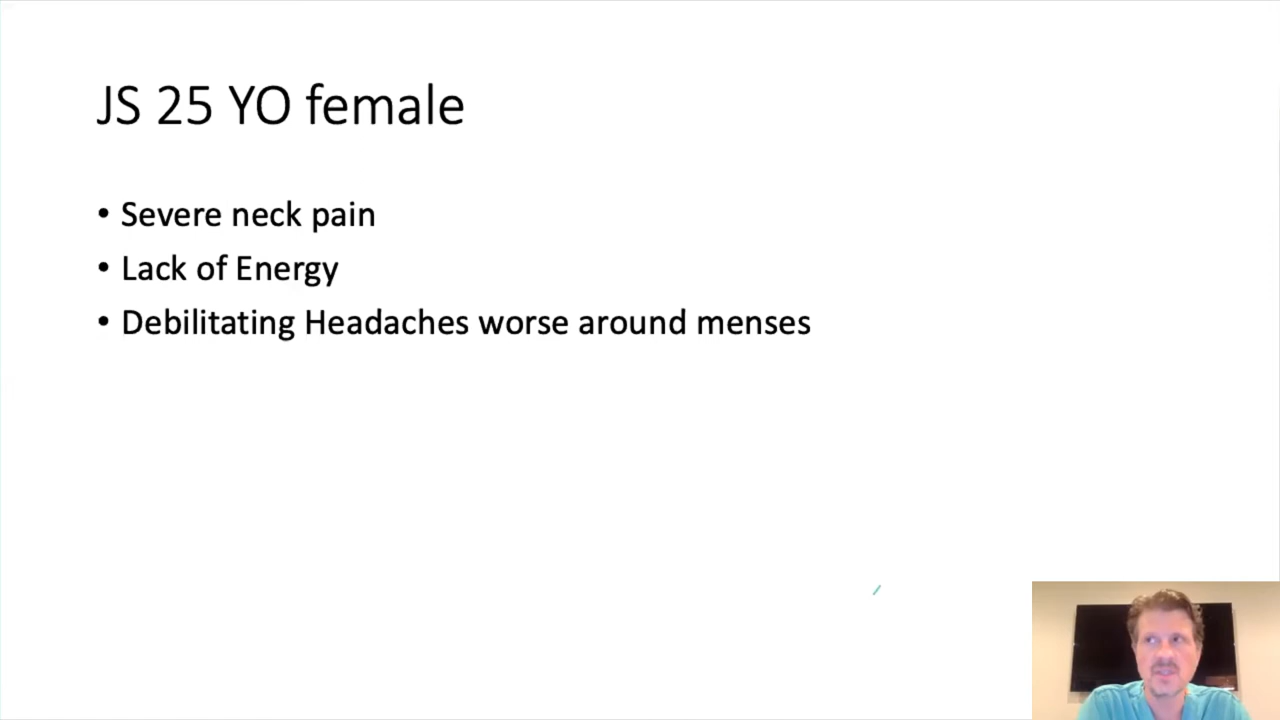 JS 25 YO female
• Severe neck pain
• Lack of Energy
• Debilitating Headaches worse around menses